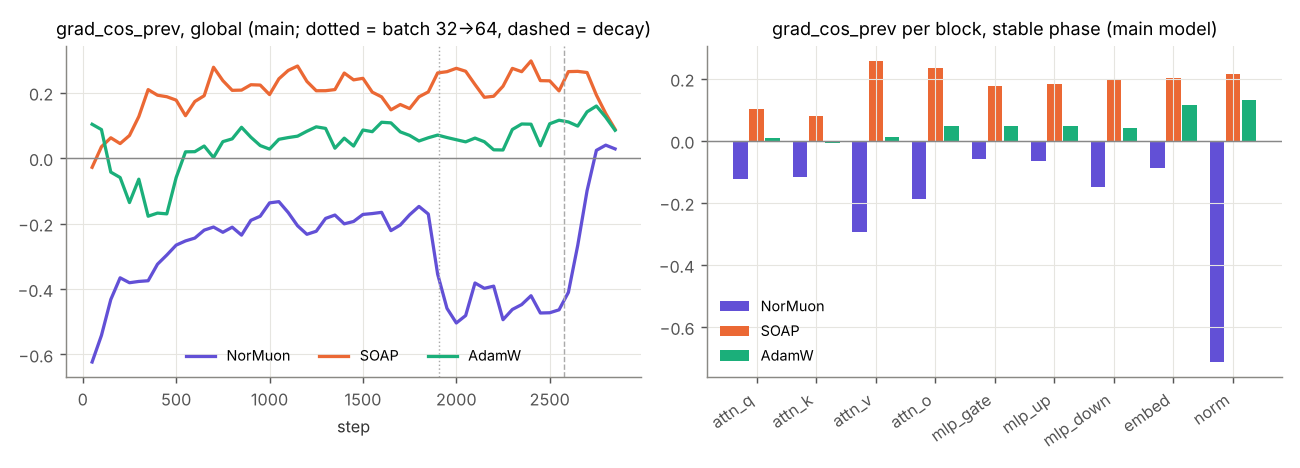 grad_cos_prev, global (main; dotted = batch 32→64, dashed = decay)
0.2
0.0
−0.2
−0.4
−0.6
NorMuon
SOAP
AdamW
0
500
1000
1500
2000
2500
step
grad_cos_prev per block, stable phase (main model)
0.2
0.0
−0.2
−0.4
−0.6
NorMuon
SOAP
AdamW
attn_q
attn_k
attn_v
attn_o
mlp_gate
mlp_up
mlp_down
embed
norm